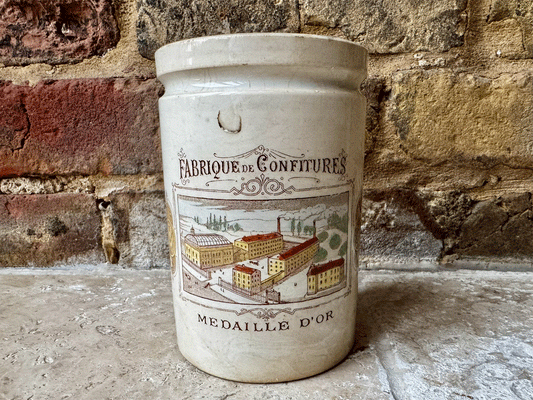 FABRIQUE DE CONFITURES
MEDAILLE D'OR